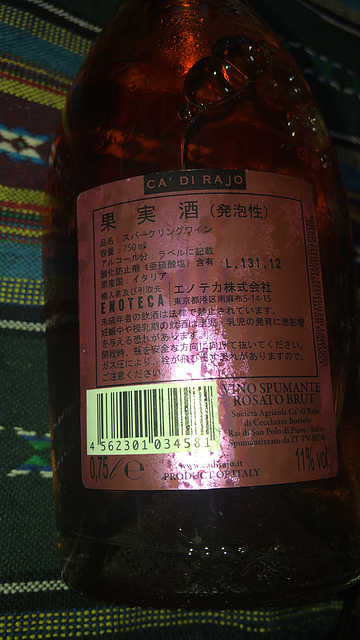 CA' DI RAJO
果実酒(発泡性)
品名 : スパークリングワイン
容量 : 750㎖
アルコール分 : ラベルに記載
酸化防止剤(亜硫酸塩)含有 L.131.12
原産国 : イタリア
輸入者及び引取先 エノテカ株式会社
ENOTECA 東京都港区南麻布5-14-15
未成年者の飲酒は法律で禁止されています。
妊娠中や授乳期の飲酒は胎児・乳児の発育に悪影響
を与える恐れがあります。
開栓時、瓶を安全な方向に向けて抜いてください。
ガス圧により、栓が飛び出す恐れがありますので、
ご注意ください。
VINO SPUMANTE
ROSATO BRUT
Società Agricola Ca' di Rajo
di Cecchetto Bortolo
Rai di San Polo di Piave - Italia
Spumantizzato da IT TV
4 562301 034581
0,75 l e
www.cadirajo.it
PRODUCT OF ITALY
11% vol